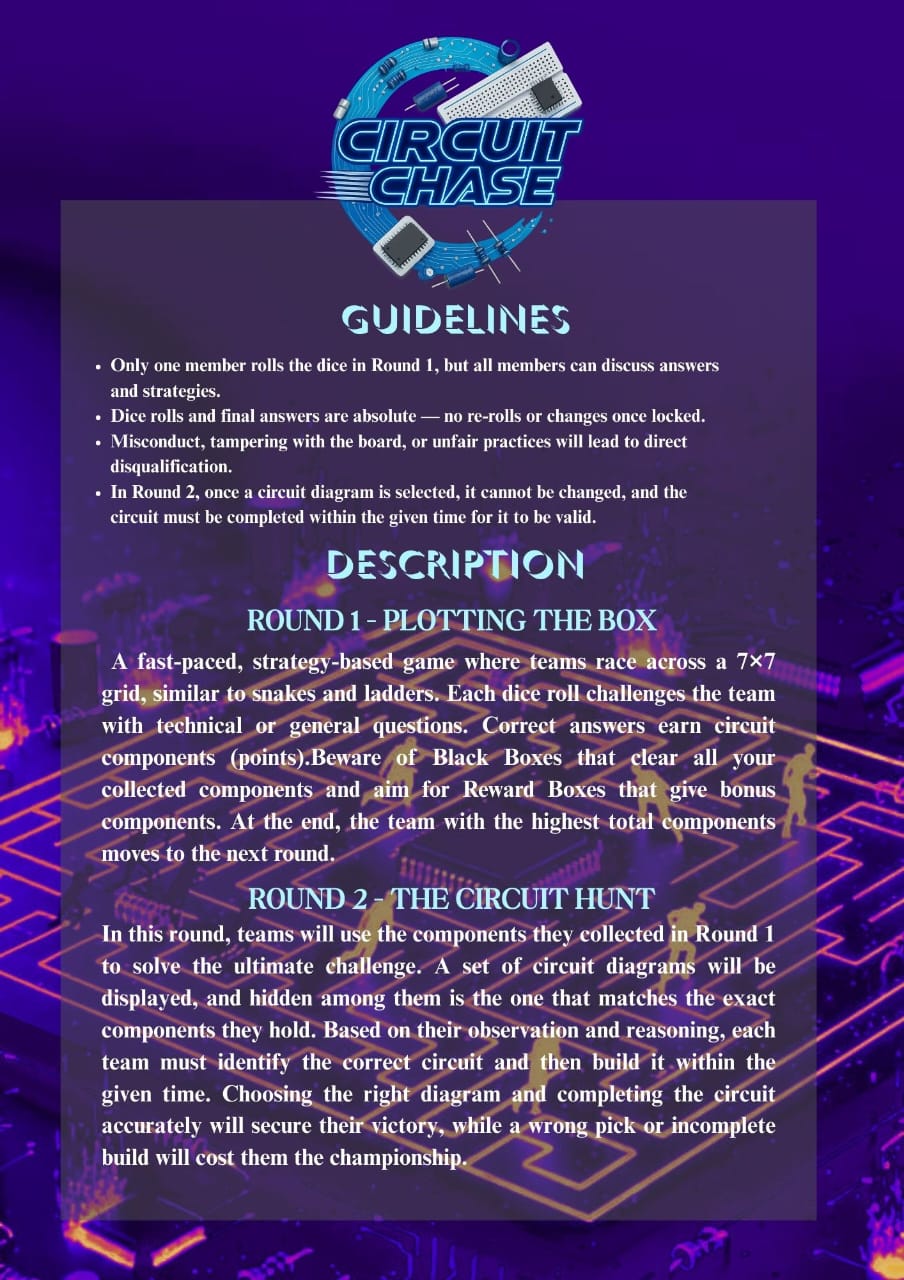 CIRCUIT
CHASE
GUIDELINES
• Only one member rolls the dice in Round 1, but all members can discuss answers
and strategies.
• Dice rolls and final answers are absolute — no re-rolls or changes once locked.
• Misconduct, tampering with the board, or unfair practices will lead to direct
disqualification.
• In Round 2, once a circuit diagram is selected, it cannot be changed, and the
circuit must be completed within the given time for it to be valid.
DESCRIPTION
ROUND 1 - PLOTTING THE BOX
A fast-paced, strategy-based game where teams race across a 7×7
grid, similar to snakes and ladders. Each dice roll challenges the team
with technical or general questions. Correct answers earn circuit
components (points).Beware of Black Boxes that clear all your
collected components and aim for Reward Boxes that give bonus
components. At the end, the team with the highest total components
moves to the next round.
ROUND 2 - THE CIRCUIT HUNT
In this round, teams will use the components they collected in Round 1
to solve the ultimate challenge. A set of circuit diagrams will be
displayed, and hidden among them is the one that matches the exact
components they hold. Based on their observation and reasoning, each
team must identify the correct circuit and then build it within the
given time. Choosing the right diagram and completing the circuit
accurately will secure their victory, while a wrong pick or incomplete
build will cost them the championship.